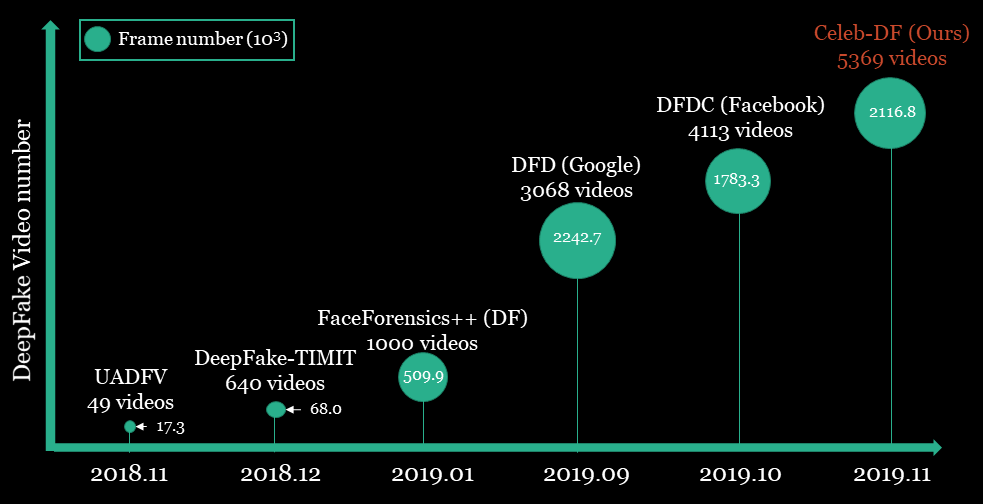 Frame number (10³)
DeepFake Video number
UADFV
49 videos
17.3
DeepFake-TIMIT
640 videos
68.0
FaceForensics++ (DF)
1000 videos
509.9
DFD (Google)
3068 videos
2242.7
DFDC (Facebook)
4113 videos
1783.3
Celeb-DF (Ours)
5369 videos
2116.8
2018.11
2018.12
2019.01
2019.09
2019.10
2019.11